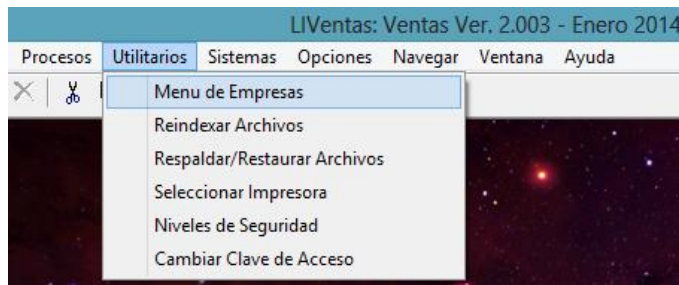 LIVentas: Ventas Ver. 2.003 - Enero 2014
Procesos Utilitarios Sistemas Opciones Navegar Ventana Ayuda
Menu de Empresas
Reindexar Archivos
Respaldar/Restaurar Archivos
Seleccionar Impresora
Niveles de Seguridad
Cambiar Clave de Acceso